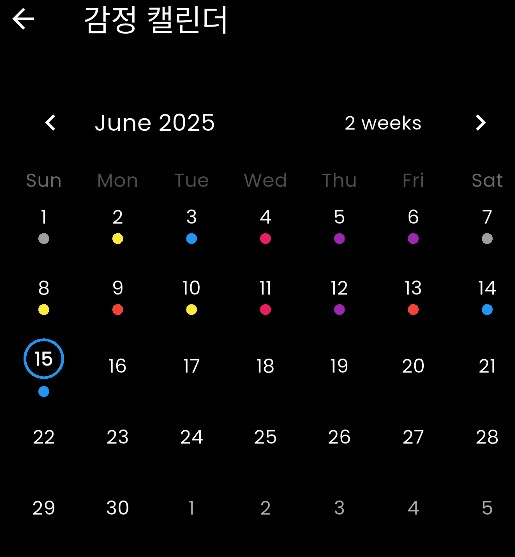 감정 캘린더
June 2025 2 weeks
Sun Mon Tue Wed Thu Fri Sat
1 2 3 4 5 6 7
8 9 10 11 12 13 14
15 16 17 18 19 20 21
22 23 24 25 26 27 28
29 30 1 2 3 4 5